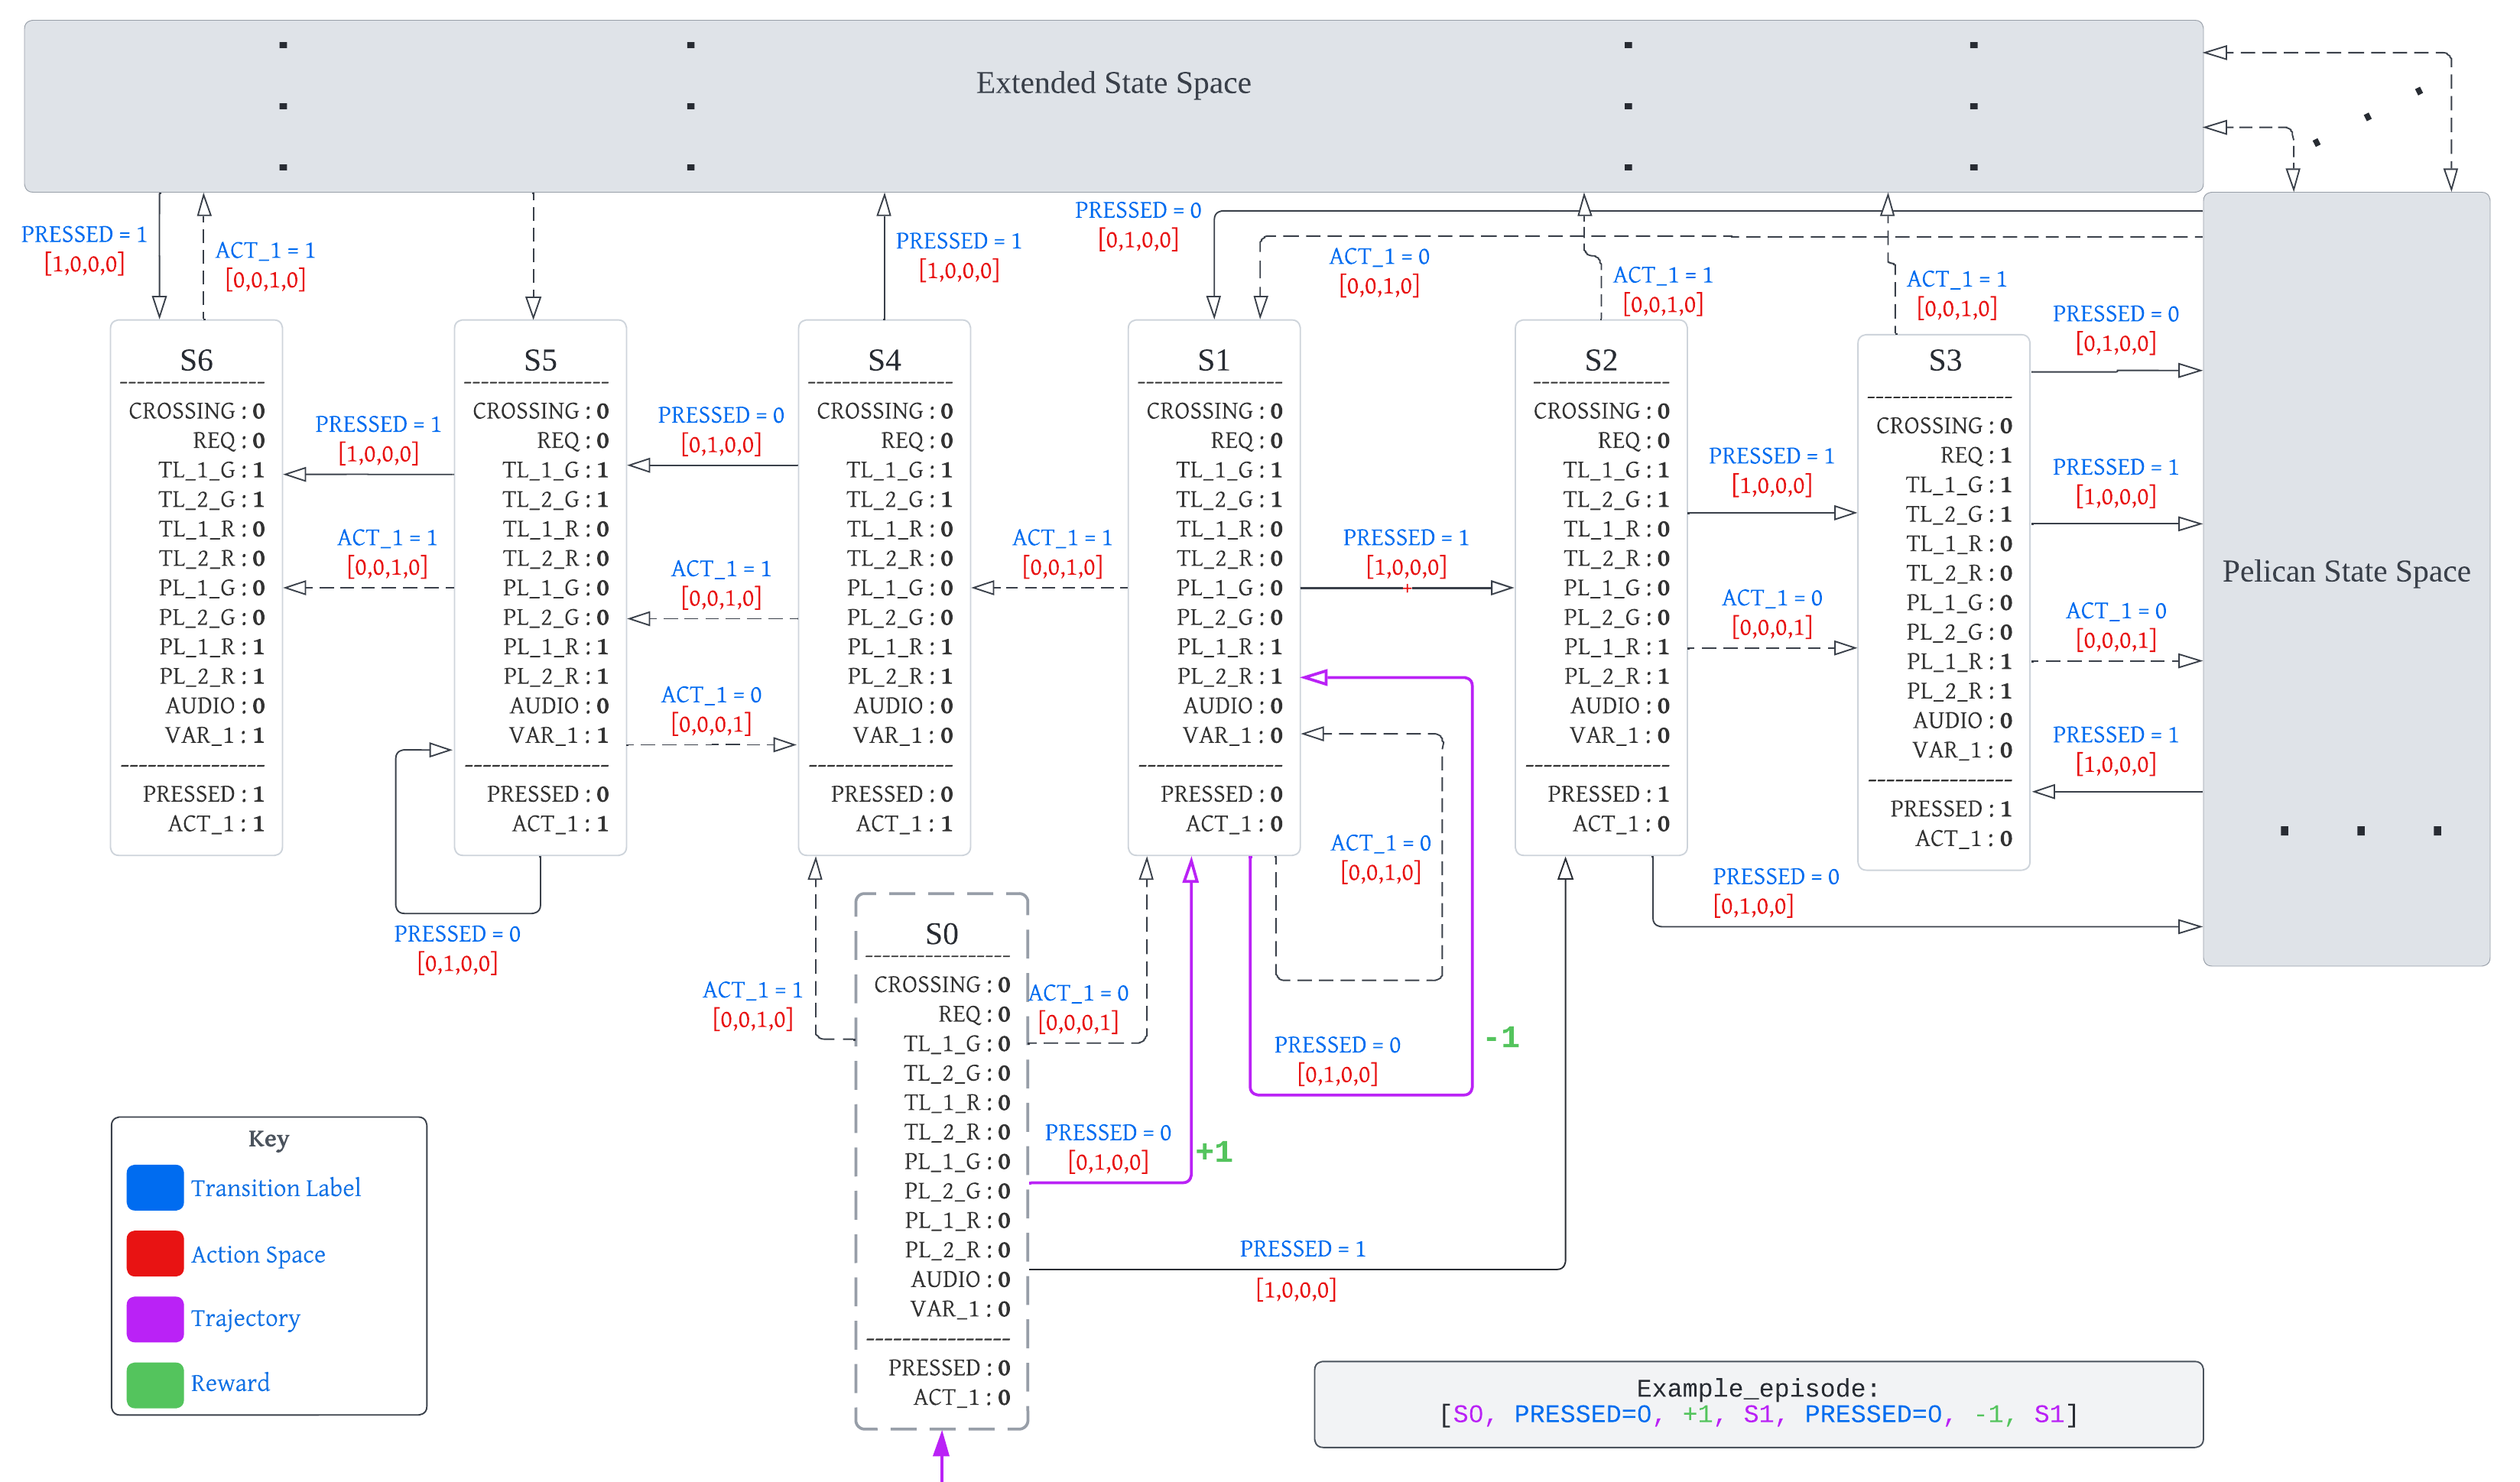 Extended State Space
PRESSED = 1
[1,0,0,0]
ACT_1 = 1
[0,0,1,0]
PRESSED = 1
[1,0,0,0]
PRESSED = 0
[0,1,0,0]
ACT_1 = 0
[0,0,1,0]
ACT_1 = 1
[0,0,1,0]
ACT_1 = 1
[0,0,1,0]
PRESSED = 0
[0,1,0,0]
S6
-----------------
CROSSING : 0
REQ : 0
TL_1_G : 1
TL_2_G : 1
TL_1_R : 0
TL_2_R : 0
PL_1_G : 0
PL_2_G : 0
PL_1_R : 1
PL_2_R : 1
AUDIO : 0
VAR_1 : 1
-----------------
PRESSED : 1
ACT_1 : 1
PRESSED = 1
[1,0,0,0]
ACT_1 = 1
[0,0,1,0]
S5
-----------------
CROSSING : 0
REQ : 0
TL_1_G : 1
TL_2_G : 1
TL_1_R : 0
TL_2_R : 0
PL_1_G : 0
PL_2_G : 0
PL_1_R : 1
PL_2_R : 1
AUDIO : 0
VAR_1 : 1
-----------------
PRESSED : 0
ACT_1 : 1
PRESSED = 0
[0,1,0,0]
PRESSED = 0
[0,1,0,0]
ACT_1 = 1
[0,0,1,0]
ACT_1 = 0
[0,0,0,1]
S4
-----------------
CROSSING : 0
REQ : 0
TL_1_G : 1
TL_2_G : 1
TL_1_R : 0
TL_2_R : 0
PL_1_G : 0
PL_2_G : 0
PL_1_R : 1
PL_2_R : 1
AUDIO : 0
VAR_1 : 0
-----------------
PRESSED : 0
ACT_1 : 1
ACT_1 = 1
[0,0,1,0]
S1
-----------------
CROSSING : 0
REQ : 0
TL_1_G : 1
TL_2_G : 1
TL_1_R : 0
TL_2_R : 0
PL_1_G : 0
PL_2_G : 0
PL_1_R : 1
PL_2_R : 1
AUDIO : 0
VAR_1 : 0
-----------------
PRESSED : 0
ACT_1 : 0
PRESSED = 1
[1,0,0,0]
+
ACT_1 = 0
[0,0,1,0]
PRESSED = 0
[0,1,0,0]
-1
S2
----------------
CROSSING : 0
REQ : 0
TL_1_G : 1
TL_2_G : 1
TL_1_R : 0
TL_2_R : 0
PL_1_G : 0
PL_2_G : 0
PL_1_R : 1
PL_2_R : 1
AUDIO : 0
VAR_1 : 0
-----------------
PRESSED : 1
ACT_1 : 0
PRESSED = 1
[1,0,0,0]
ACT_1 = 0
[0,0,0,1]
PRESSED = 0
[0,1,0,0]
S3
-----------------
CROSSING : 0
REQ : 1
TL_1_G : 1
TL_2_G : 1
TL_1_R : 0
TL_2_R : 0
PL_1_G : 0
PL_2_G : 0
PL_1_R : 1
PL_2_R : 1
AUDIO : 0
VAR_1 : 0
-----------------
PRESSED : 1
ACT_1 : 0
PRESSED = 1
[1,0,0,0]
ACT_1 = 0
[0,0,0,1]
PRESSED = 1
[1,0,0,0]
Pelican State Space
ACT_1 = 1
[0,0,1,0]
S0
-----------------
CROSSING : 0
REQ : 0
TL_1_G : 0
TL_2_G : 0
TL_1_R : 0
TL_2_R : 0
PL_1_G : 0
PL_2_G : 0
PL_1_R : 0
PL_2_R : 0
AUDIO : 0
VAR_1 : 0
-----------------
PRESSED : 0
ACT_1 : 0
ACT_1 = 0
[0,0,0,1]
PRESSED = 0
[0,1,0,0]
+1
PRESSED = 1
[1,0,0,0]
Key
Transition Label
Action Space
Trajectory
Reward
Example_episode:
[S0, PRESSED=0, +1, S1, PRESSED=0, -1, S1]